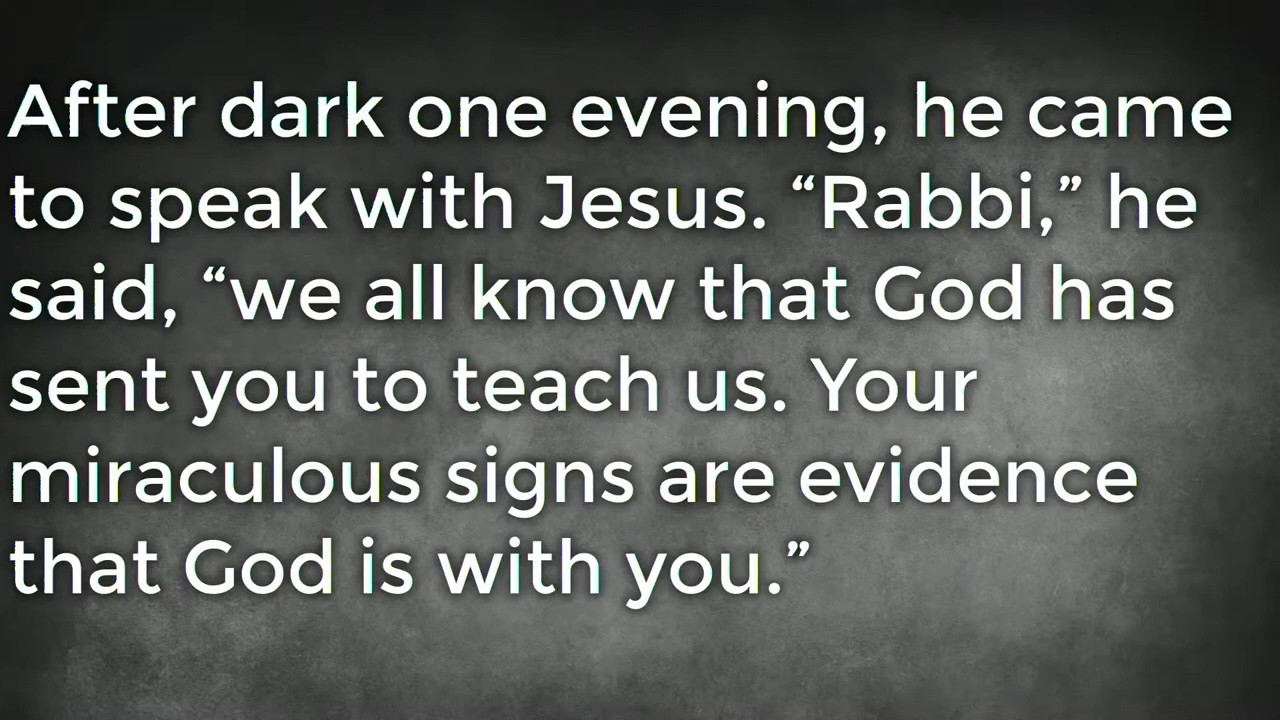 After dark one evening, he came
to speak with Jesus. “Rabbi,” he
said, “we all know that God has
sent you to teach us. Your
miraculous signs are evidence
that God is with you.”